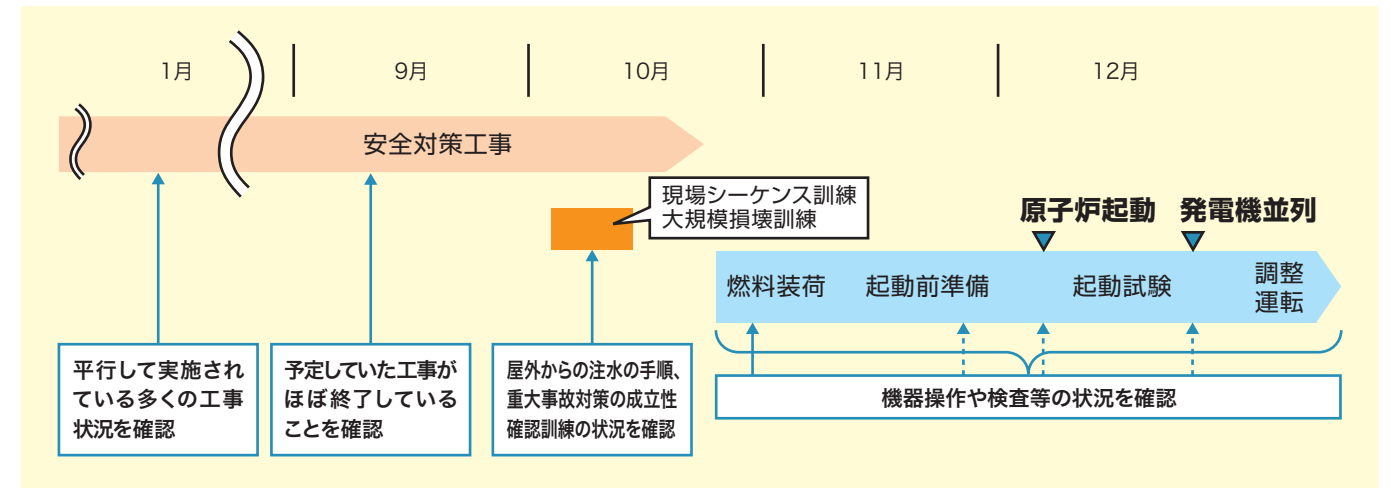 1月
9月
10月
11月
12月
安全対策工事
現場シーケンス訓練
大規模損壊訓練
原子炉起動
発電機並列
燃料装荷
起動前準備
起動試験
調整
運転
平行して実施され
ている多くの工事
状況を確認
予定していた工事が
ほぼ終了している
ことを確認
屋外からの注水の手順、
重大事故対策の成立性
確認訓練の状況を確認
機器操作や検査等の状況を確認